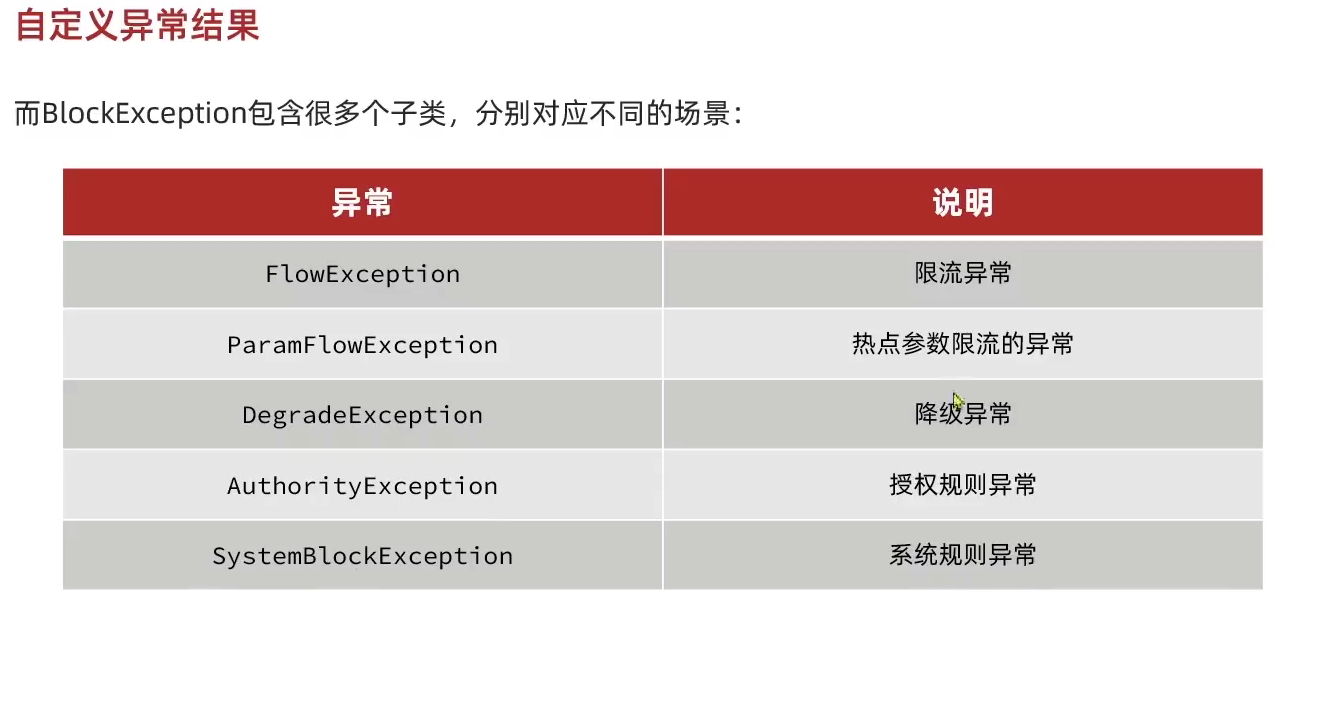 自定义异常结果
而BlockException包含很多个子类，分别对应不同的场景：
异常 说明
FlowException 限流异常
ParamFlowException 热点参数限流的异常
DegradeException 降级异常
AuthorityException 授权规则异常
SystemBlockException 系统规则异常